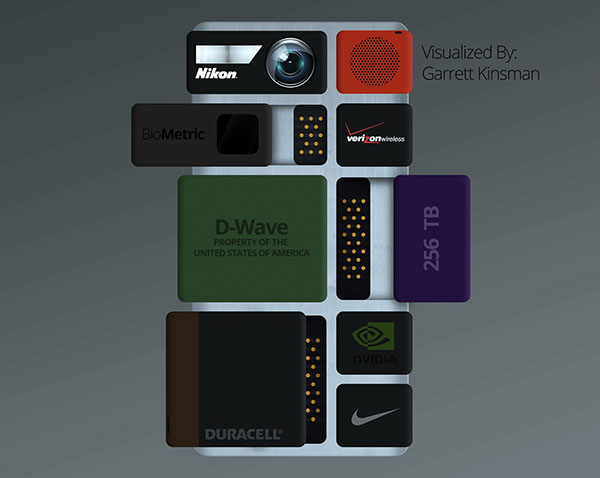 Nikon
Visualized By:
Garrett Kinsman
BioMetric
verizonwireless
D-Wave
PROPERTY OF THE
UNITED STATES OF AMERICA
256 TB
NVIDIA
DURACELL®